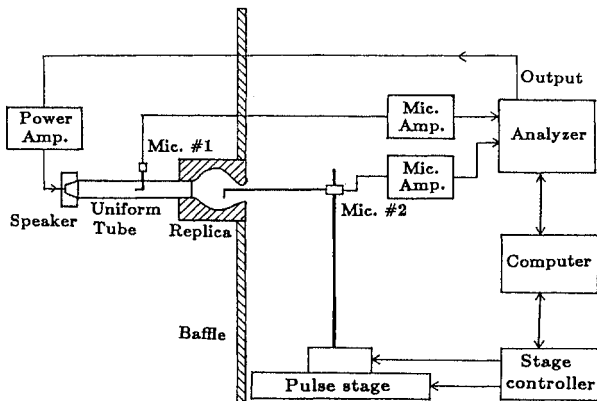 Output
Power
Amp.
Mic.
Amp.
Analyzer
Mic. #1
Mic.
Amp.
Speaker
Uniform
Tube
Replica
Mic. #2
Computer
Baffle
Pulse stage
Stage
controller